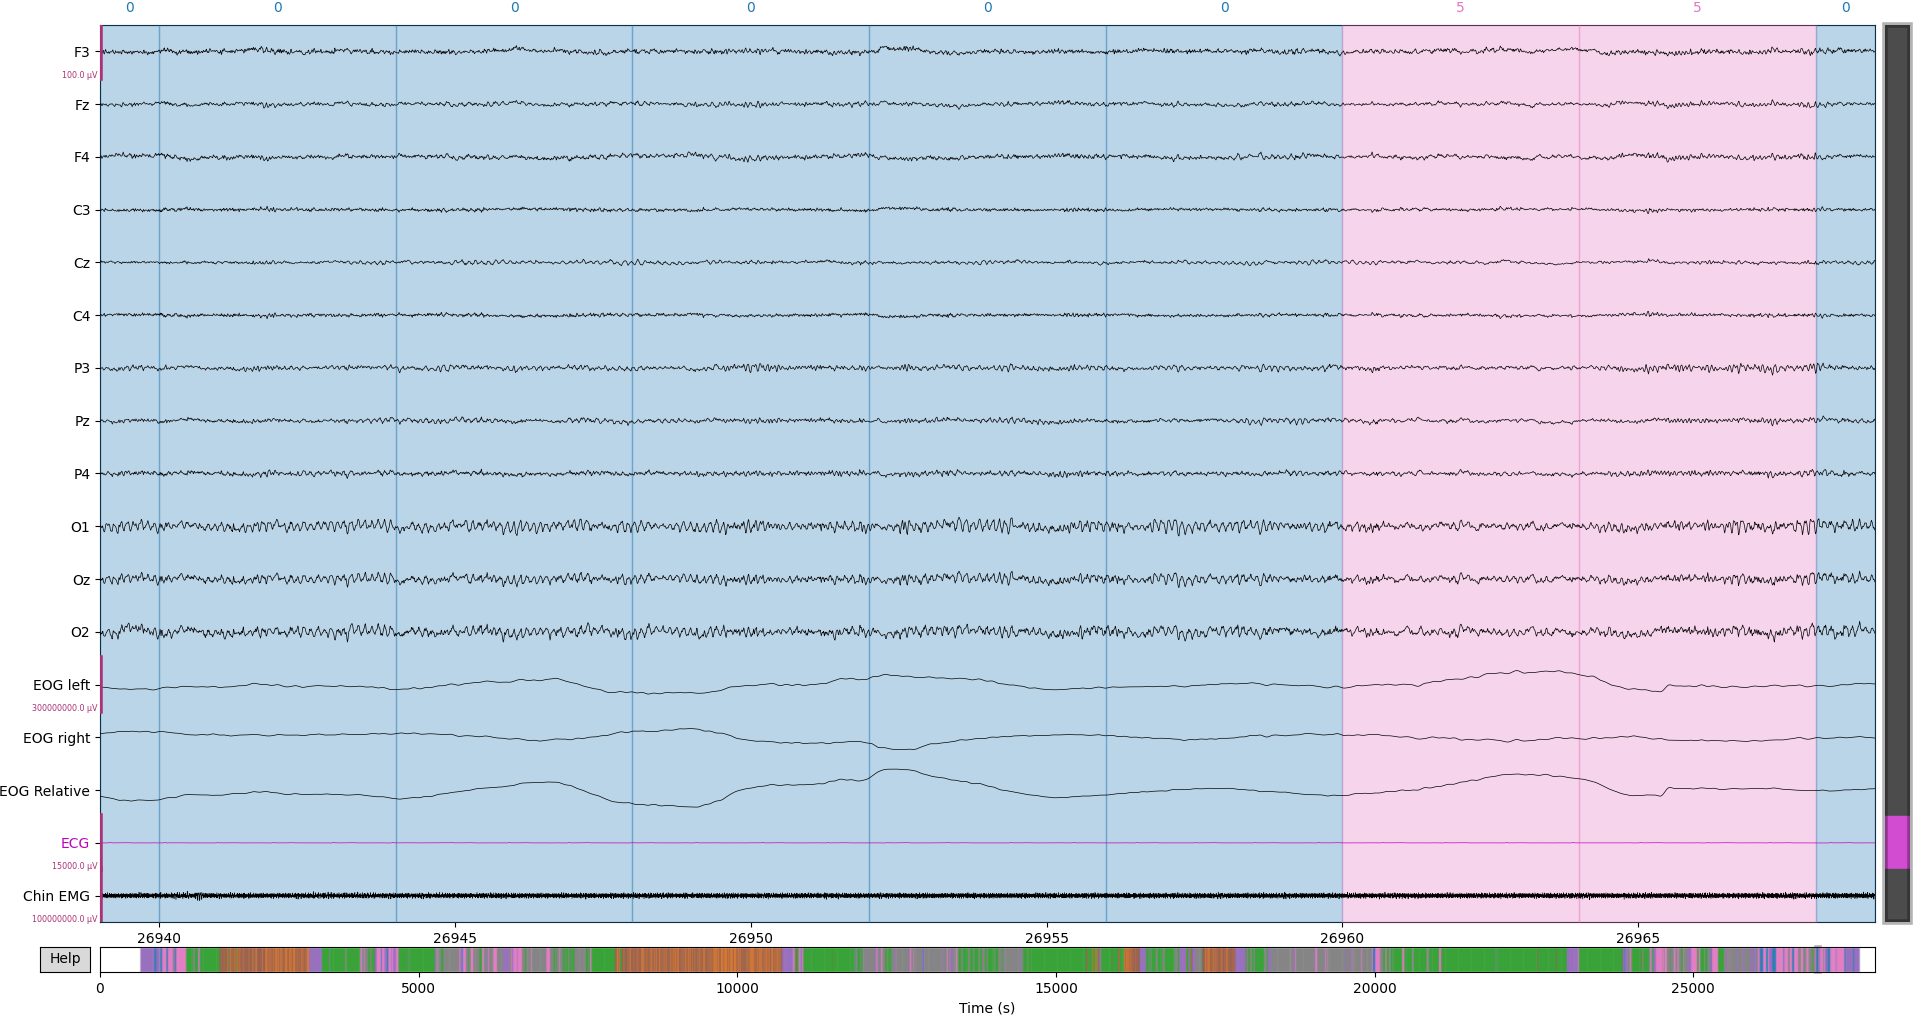 0 0 0 0 0 0 5 5 0
F3
100.0 µV
Fz
F4
C3
Cz
C4
P3
Pz
P4
O1
Oz
O2
EOG left
300000000.0 µV
EOG right
EOG Relative
ECG
15000.0 µV
Chin EMG
100000000.0 µV
26940 26945 26950 26955 26960 26965
Help
0 5000 10000 15000 20000 25000
Time (s)